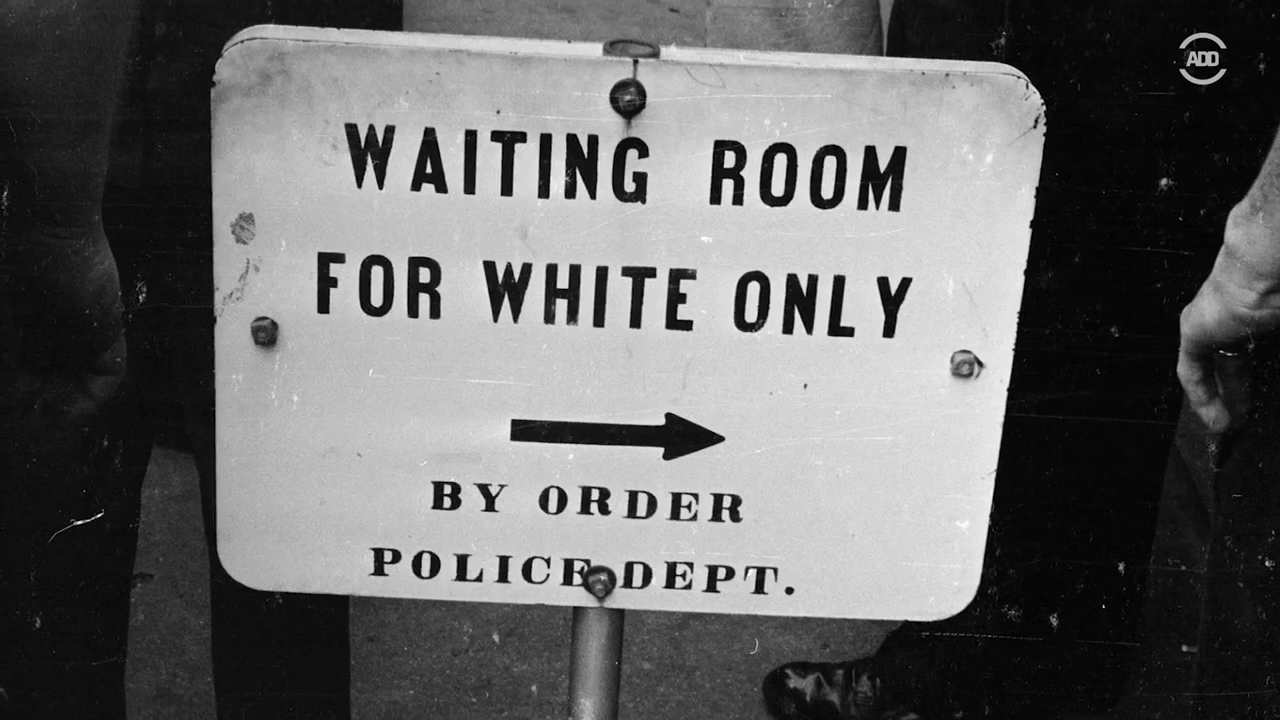 ADD
WAITING ROOM
FOR WHITE ONLY
BY ORDER
POLICE DEPT.